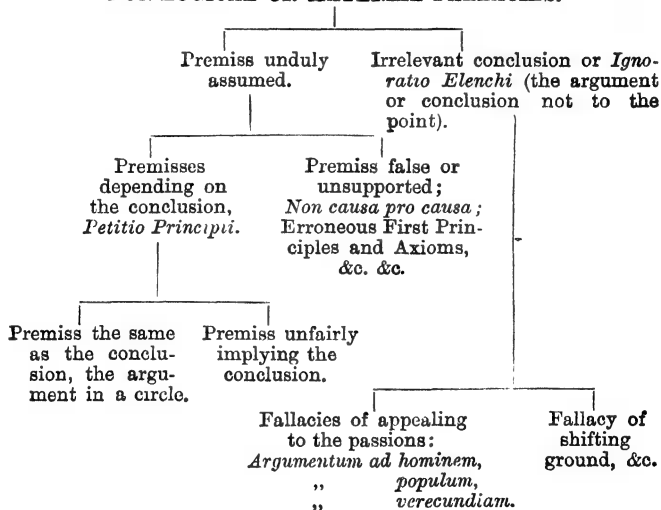 Premiss unduly
assumed.
Irrelevant conclusion or Igno-
ratio Elenchi (the argument
or conclusion not to the
point).
Premisses
depending on
the conclusion,
Petitio Principii.
Premiss false or
unsupported;
Non causa pro causa;
Erroneous First Prin-
ciples and Axioms,
&c. &c.
Premiss the same
as the conclu-
sion, the argu-
ment in a circle.
Premiss unfairly
implying the
conclusion.
Fallacies of appealing
to the passions:
Argumentum ad hominem,
„ populum,
„ verecundiam.
Fallacy of
shifting
ground, &c.